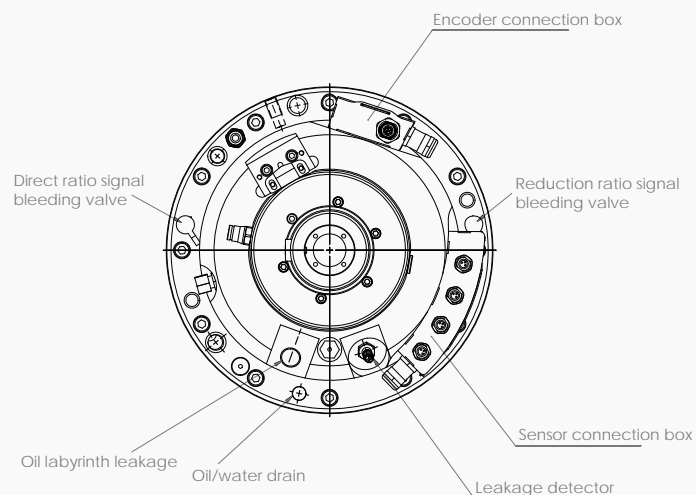 Encoder connection box
Direct ratio signal
bleeding valve
Reduction ratio signal
bleeding valve
Sensor connection box
Oil labyrinth leakage
Oil/water drain
Leakage detector